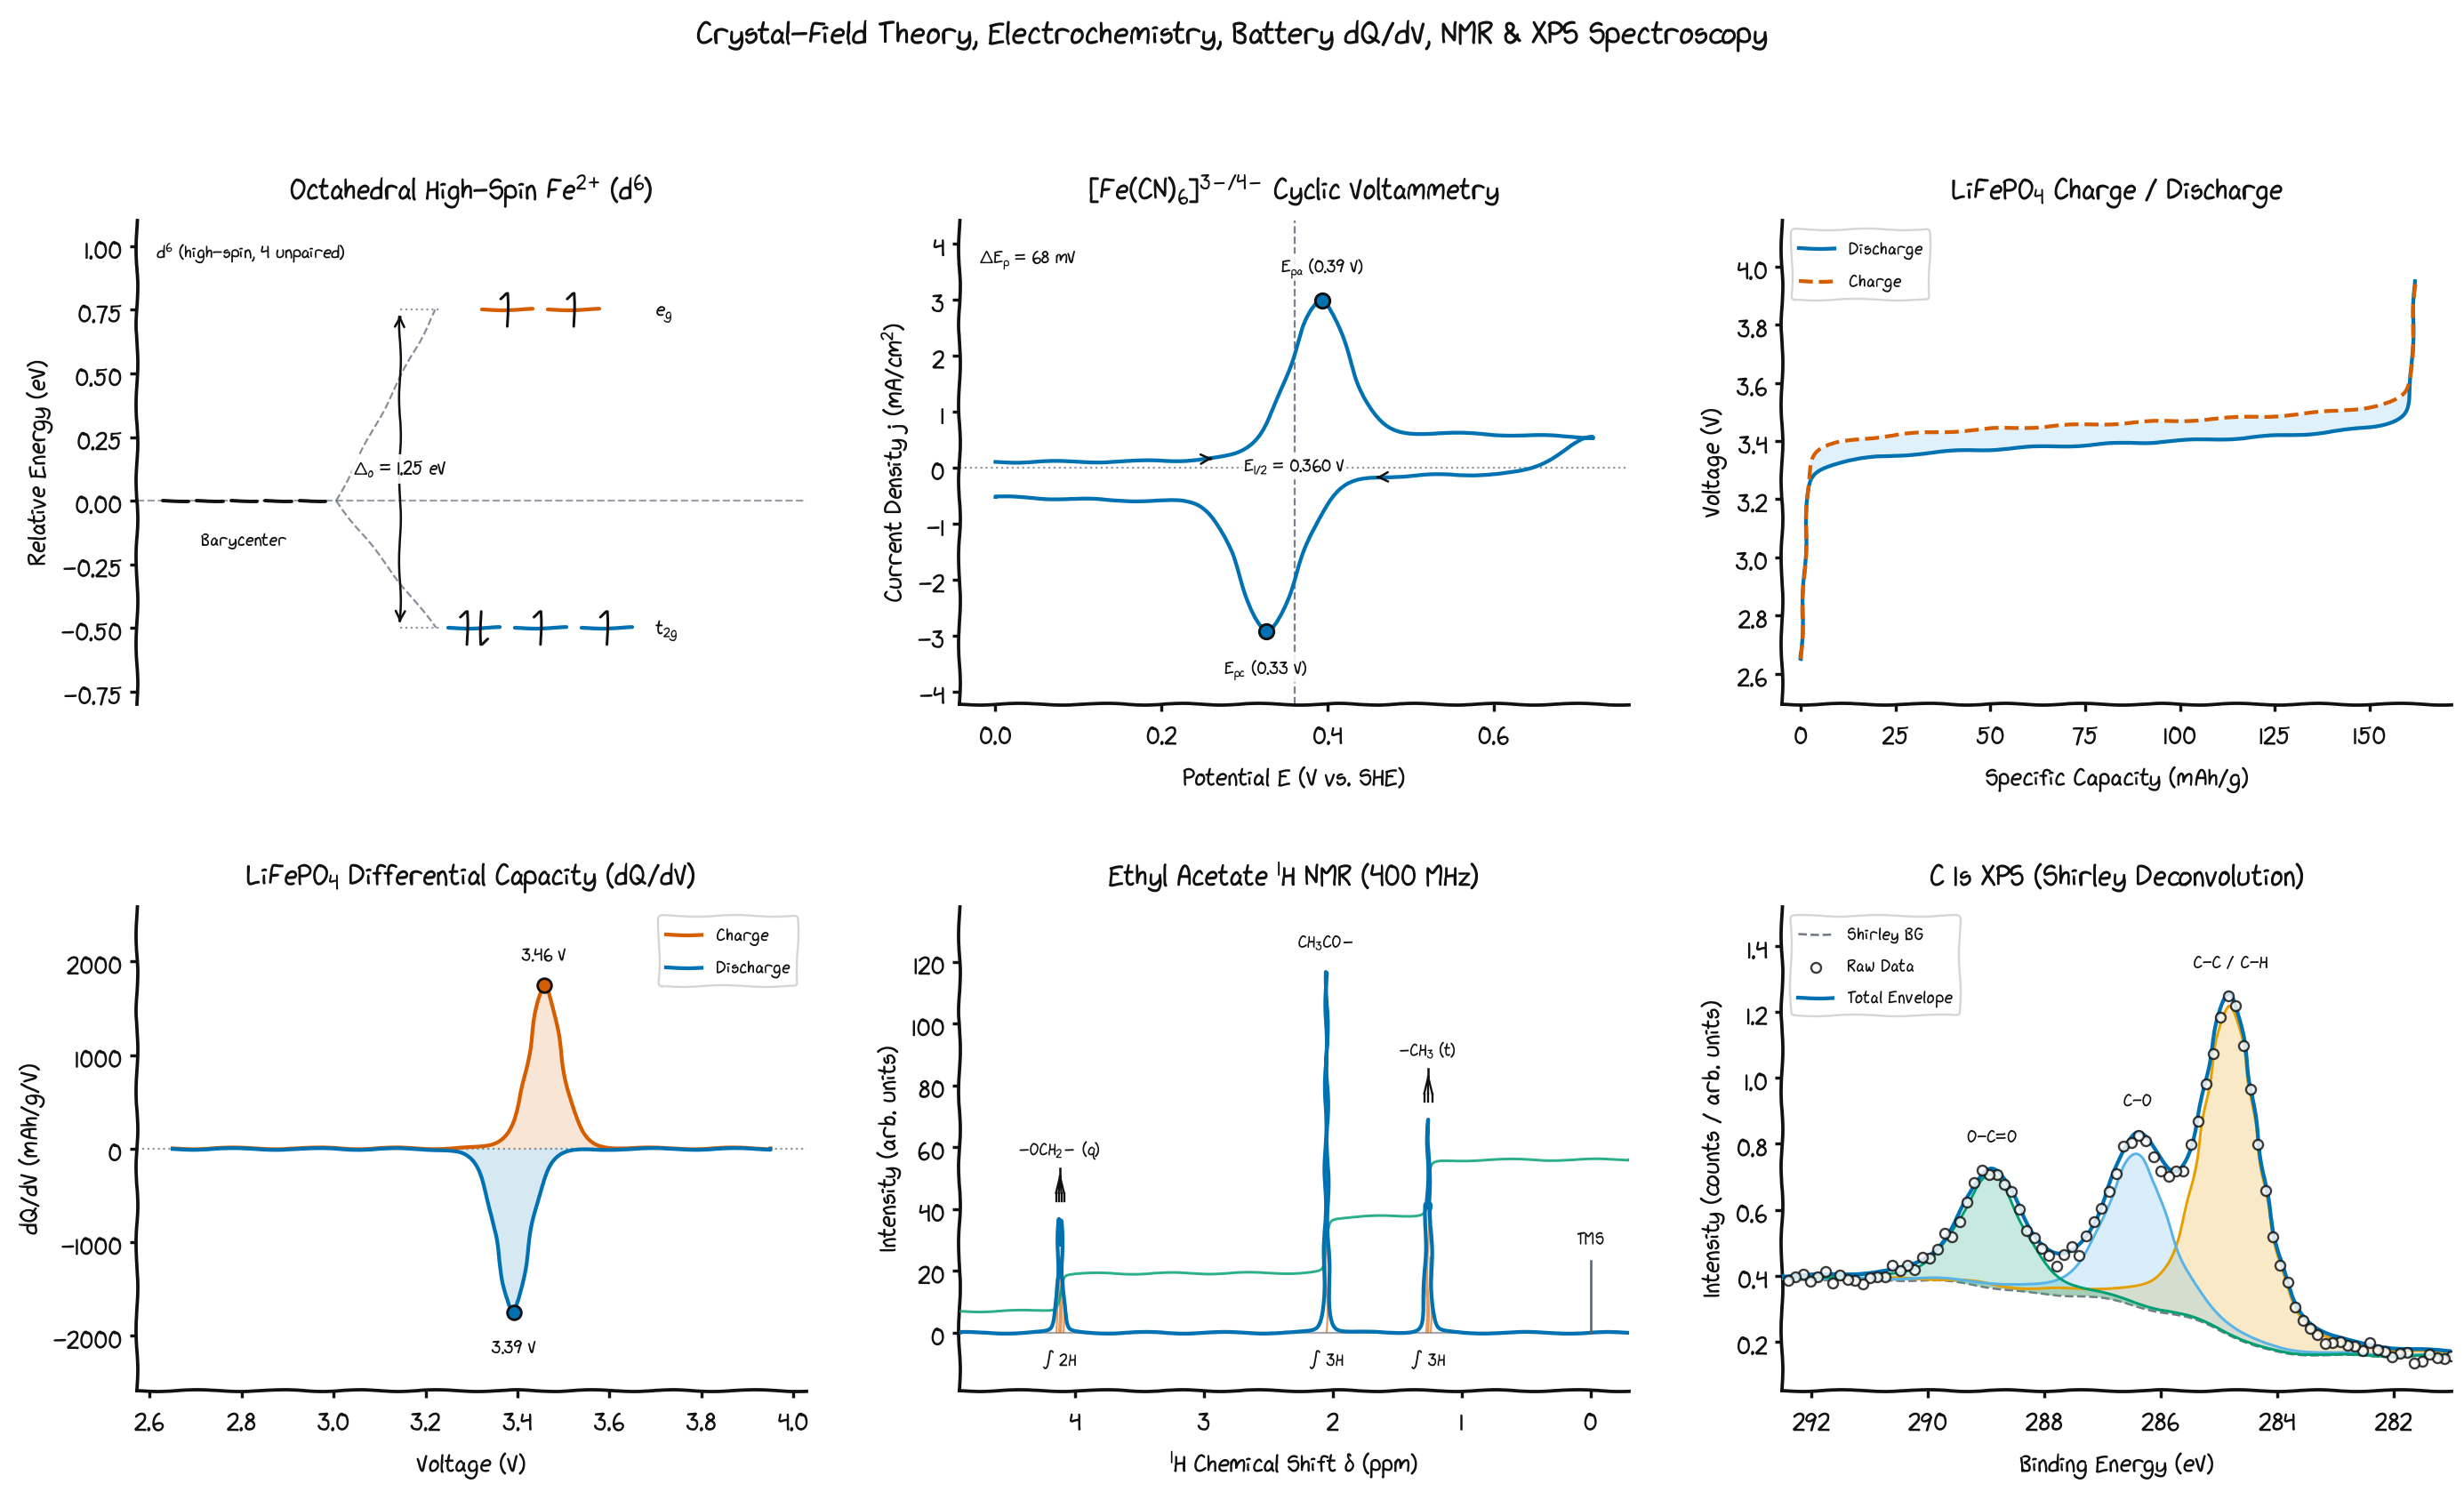 Crystal-Field Theory, Electrochemistry, Battery dQ/dV, NMR & XPS Spectroscopy
Octahedral High-Spin Fe²⁺ (d⁶)
d⁶ (high-spin, 4 unpaired)
Relative Energy (eV)
1.00
0.75
0.50
0.25
0.00
−0.25
−0.50
−0.75
e_g
Δₒ = 1.25 eV
Barycenter
t₂g
[Fe(CN)₆]³⁻/⁴⁻ Cyclic Voltammetry
ΔEₚ = 68 mV
Eₚₐ (0.39 V)
E₁/₂ = 0.360 V
Eₚc (0.33 V)
Current Density j (mA/cm²)
4
3
2
1
0
−1
−2
−3
−4
0.0 0.2 0.4 0.6
Potential E (V vs. SHE)
LiFePO₄ Charge / Discharge
Discharge
Charge
Voltage (V)
4.0
3.8
3.6
3.4
3.2
3.0
2.8
2.6
0 25 50 75 100 125 150
Specific Capacity (mAh/g)
LiFePO₄ Differential Capacity (dQ/dV)
Charge
Discharge
3.46 V
3.39 V
dQ/dV (mAh/g/V)
2000
1000
0
−1000
−2000
2.6 2.8 3.0 3.2 3.4 3.6 3.8 4.0
Voltage (V)
Ethyl Acetate ¹H NMR (400 MHz)
CH₃CO−
−CH₃ (t)
−OCH₂− (q)
TMS
∫ 2H ∫ 3H ∫ 3H
Intensity (arb. units)
120
100
80
60
40
20
0
4 3 2 1 0
¹H Chemical Shift δ (ppm)
C 1s XPS (Shirley Deconvolution)
Shirley BG
Raw Data
Total Envelope
C-C / C-H
C-O
O-C=O
Intensity (counts / arb. units)
1.4
1.2
1.0
0.8
0.6
0.4
0.2
292 290 288 286 284 282
Binding Energy (eV)